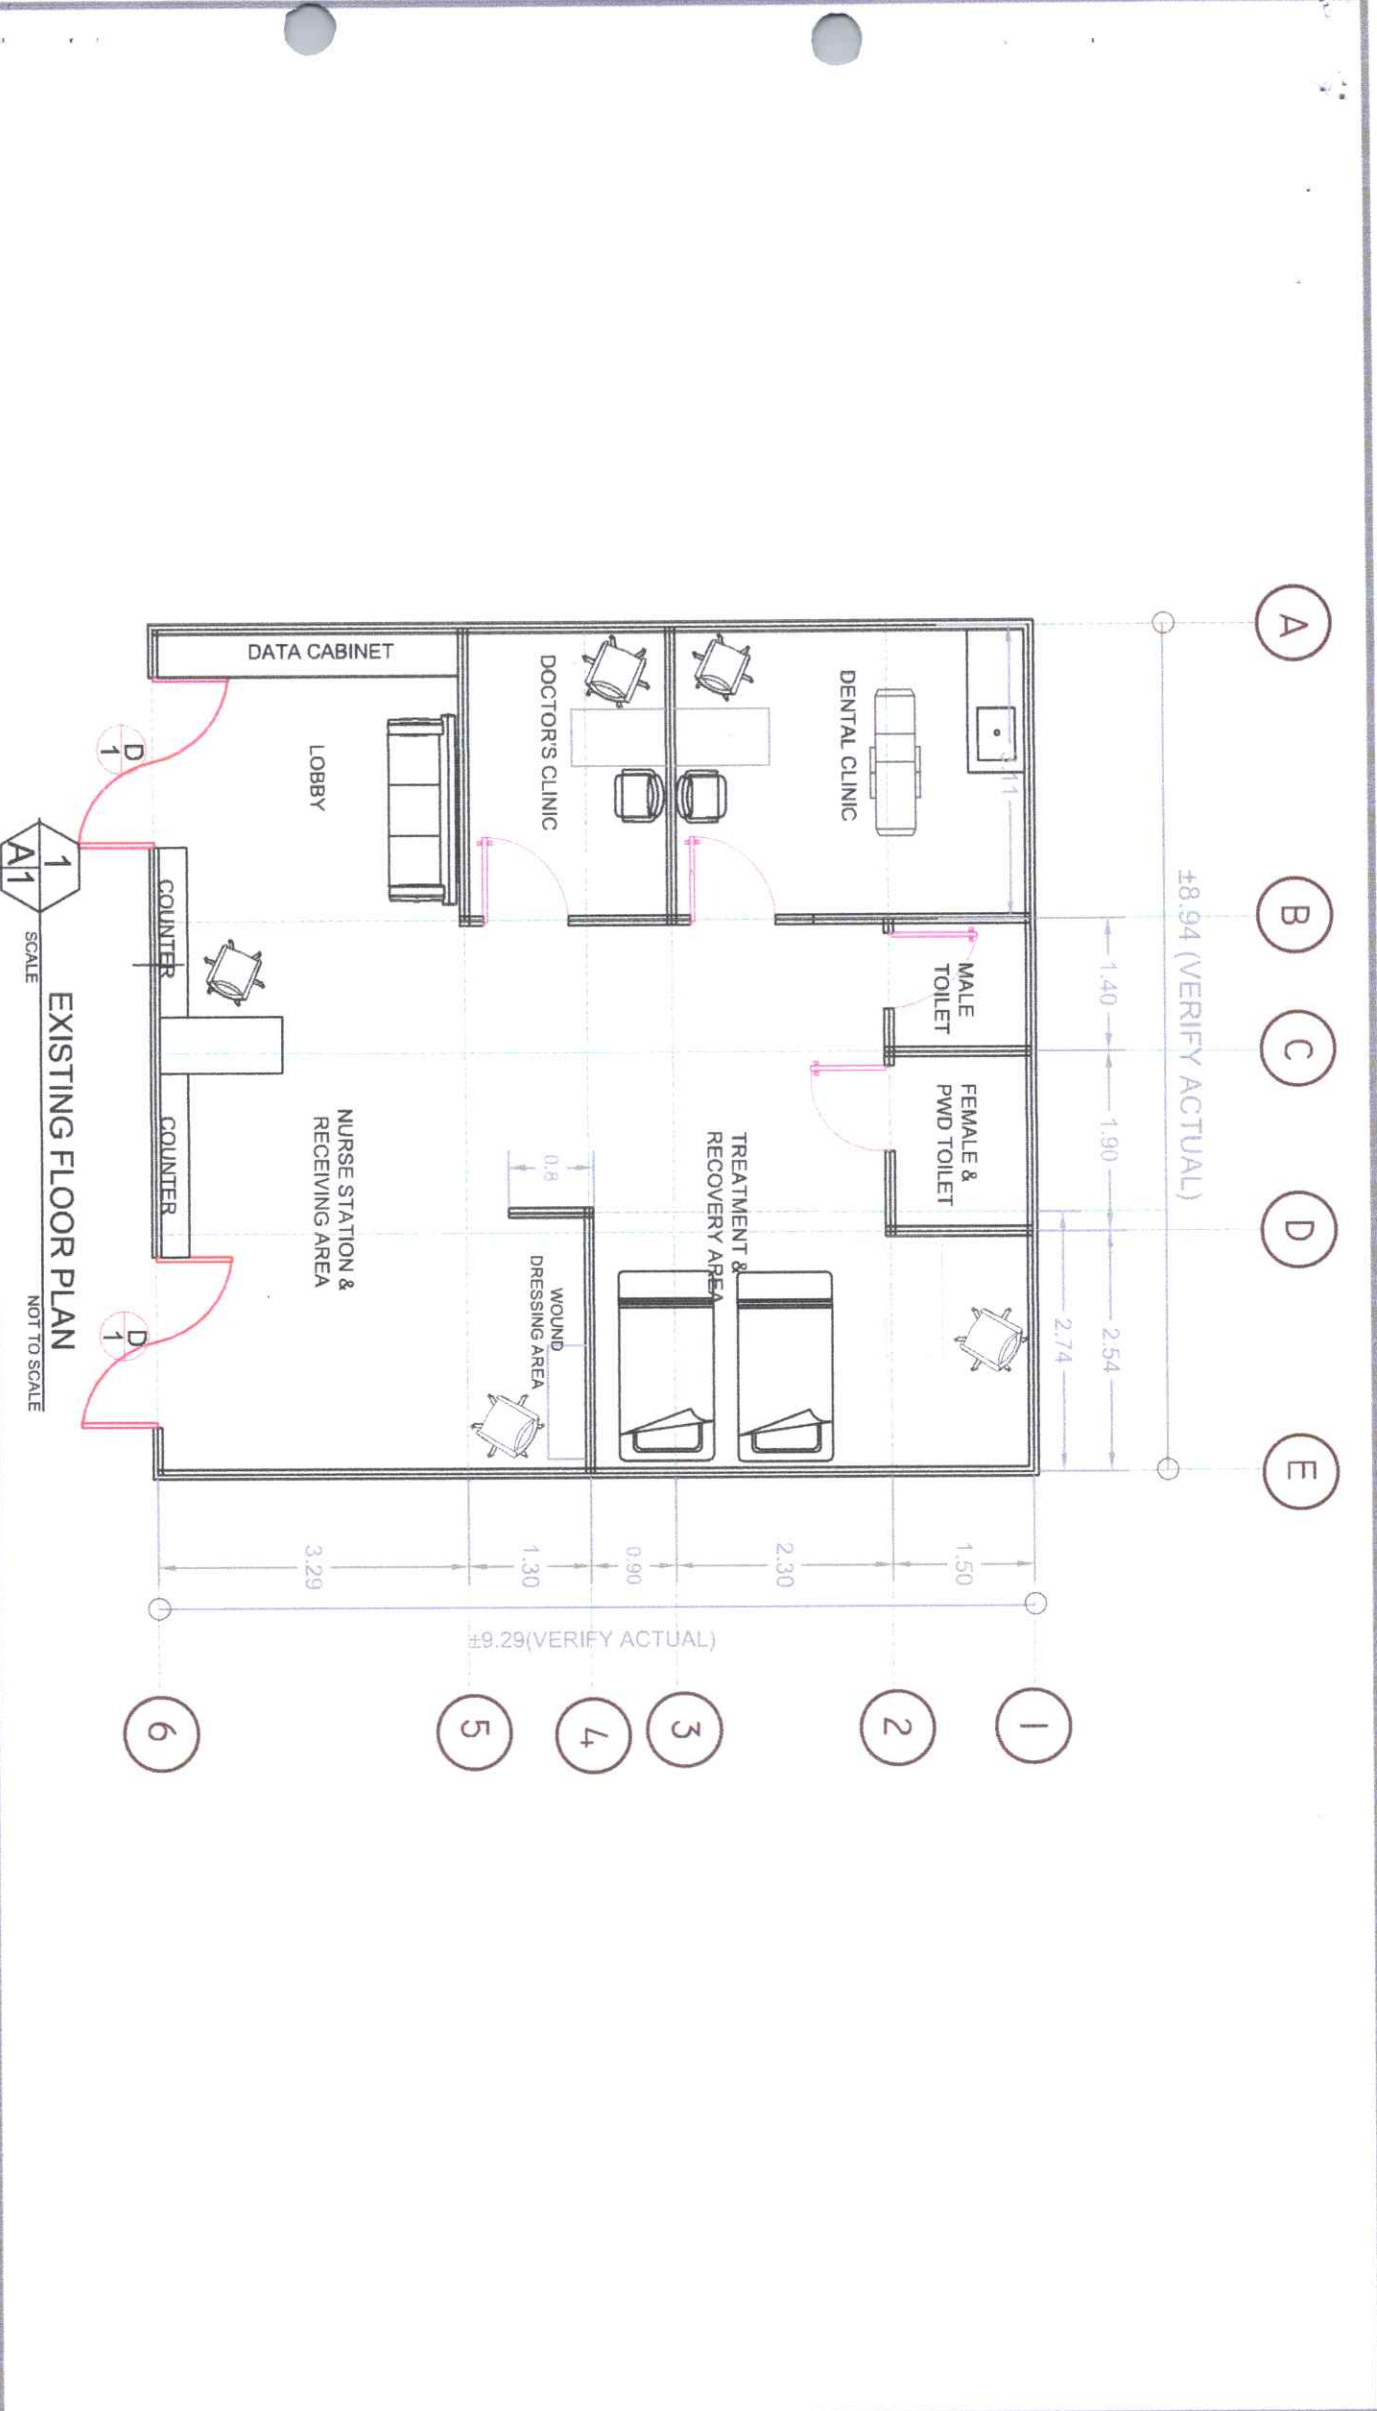 A
B
C
D
E
±8.94 (VERIFY ACTUAL)
1.40
1.90
2.54
2.74
3.11
1
2
3
4
5
6
1.50
2.30
0.90
1.30
3.29
±9.29(VERIFY ACTUAL)
DENTAL CLINIC
MALE
TOILET
FEMALE &
PWD TOILET
TREATMENT &
RECOVERY AREA
DOCTOR'S CLINIC
0.8
WOUND
DRESSING AREA
DATA CABINET
LOBBY
NURSE STATION &
RECEIVING AREA
COUNTER
COUNTER
D
1
D
1
1
A1
EXISTING FLOOR PLAN
SCALE
NOT TO SCALE